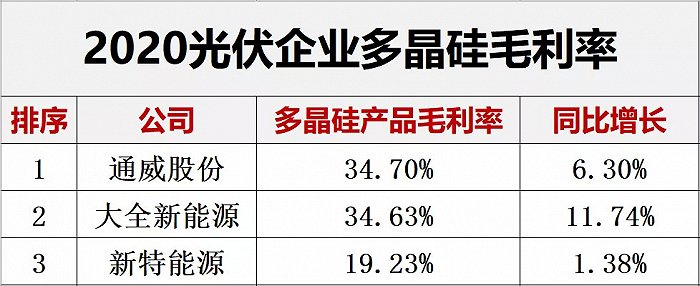 2020光伏企业多晶硅毛利率
排序 公司 多晶硅产品毛利率 同比增长
1 通威股份 34.70% 6.30%
2 大全新能源 34.63% 11.74%
3 新特能源 19.23% 1.38%